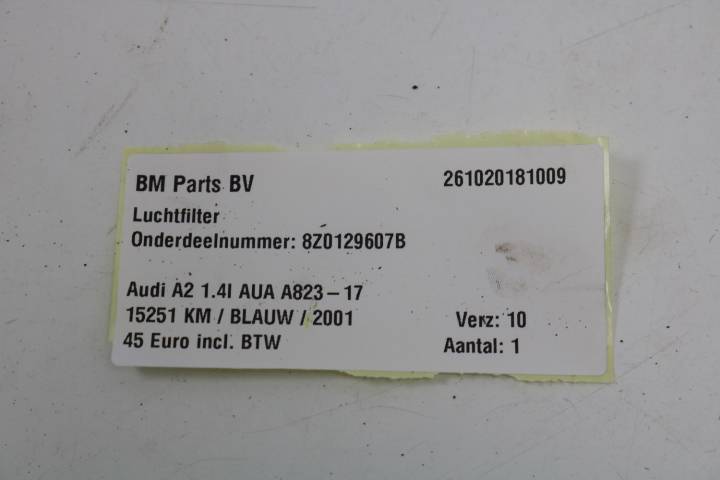 BM Parts BV 261020181009
Luchtfilter
Onderdeelnummer: 8Z0129607B
Audi A2 1.4I AUA A823-17
15251 KM / BLAUW / 2001 Verz: 10
45 Euro incl. BTW Aantal: 1